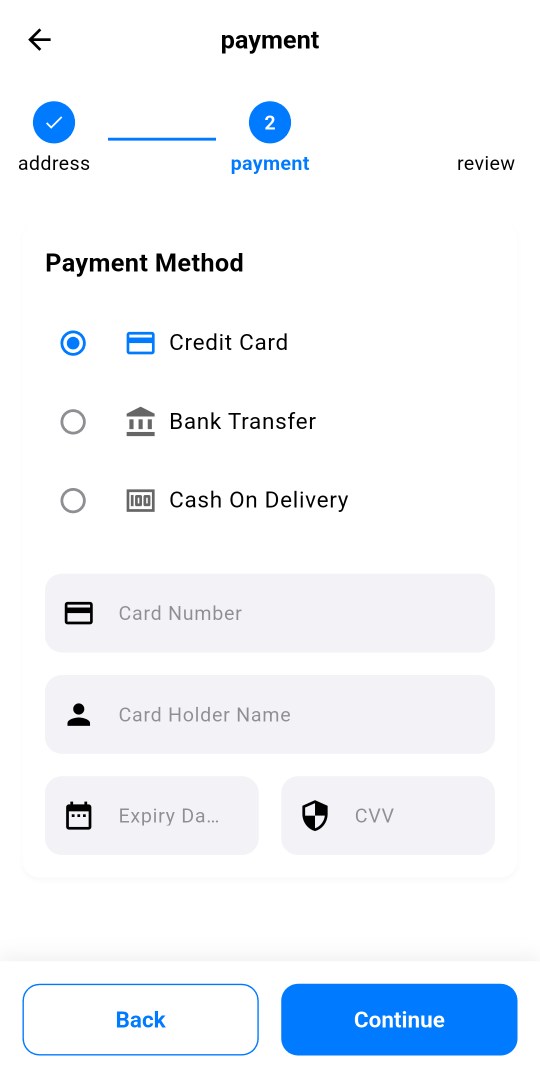 payment
2
address
payment
review
Payment Method
Credit Card
Bank Transfer
100
Cash On Delivery
Card Number
Card Holder Name
Expiry Da...
CVV
Back
Continue